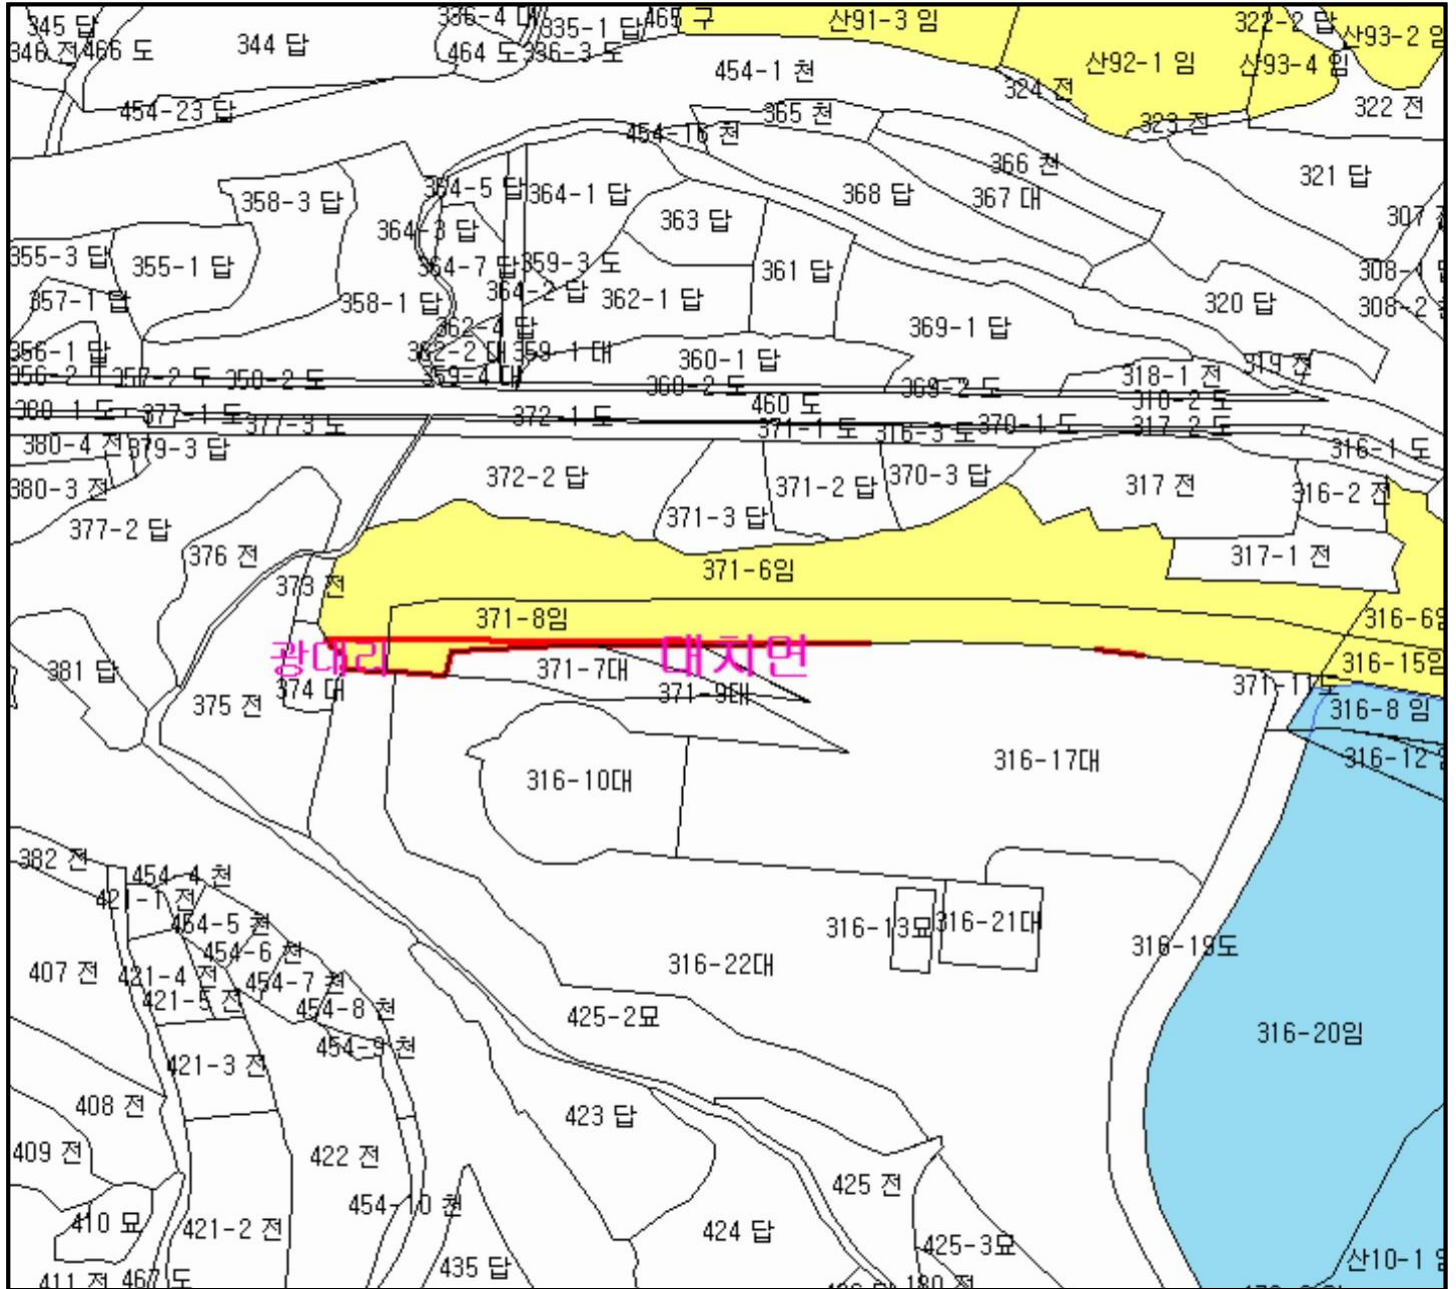 345 답
336-4 대
335-1 답
465 구
산91-3 임
322-2 답
산93-2 임
346 전
466 도
344 답
464 도
336-3 도
454-1 천
산92-1 임
산93-4 임
454-23 답
365 천
324 전
322 전
323 전
366 천
321 답
364-5 답
364-1 답
368 답
367 대
358-3 답
363 답
364-3 답
355-3 답
355-1 답
364-7 답
359-3 도
361 답
308-1 답
364-2 답
357-1 답
358-1 답
362-1 답
320 답
362-4 답
369-1 답
356-1 답
362-2 대
359-1 대
360-1 답
319 전
357-2 도
359-4 대
360-2 도
369-2 도
318-1 전
380-1 도
377-1 도
372-1 도
460 도
377-3 도
371-1 도
316-3 도
370-1 도
317-2 도
380-4 전
379-3 답
316-1 도
380-3 전
372-2 답
371-2 답
370-3 답
317 전
316-2 전
377-2 답
371-3 답
376 전
317-1 전
371-6임
373 전
371-8임
316-6임
광대리
대치면
381 답
371-7대
316-15임
374 대
371-9대
371-11도
375 전
316-8 임
316-12 임
316-10대
316-17대
382 전
454-4 천
421-1 전
454-5 천
316-13묘
316-21대
454-6 천
316-19도
407 전
421-4 전
454-7 천
316-22대
421-5 전
454-8 천
425-2묘
316-20임
454-9 천
421-3 전
408 전
423 답
409 전
422 전
425 전
454-10 천
410 묘
421-2 전
424 답
425-3묘
435 답
산10-1 임
411 전
467 도
180 전